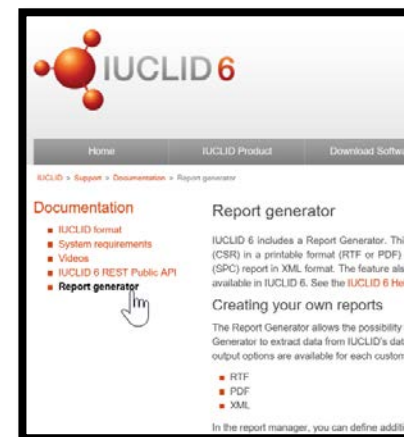 IUCLID 6
Home IUCLID Product Download Softwa
IUCLID > Support > Documentation > Report generator
Documentation
IUCLID format
System requirements
Videos
IUCLID 6 REST Public API
Report generator
Report generator
IUCLID 6 includes a Report Generator. Thi
(CSR) in a printable format (RTF or PDF)
(SPC) report in XML format. The feature als
available in IUCLID 6. See the IUCLID 6 He
Creating your own reports
The Report Generator allows the possibility
Generator to extract data from IUCLID's dat
output options are available for each custom
RTF
PDF
XML
In the report manager, you can define additi